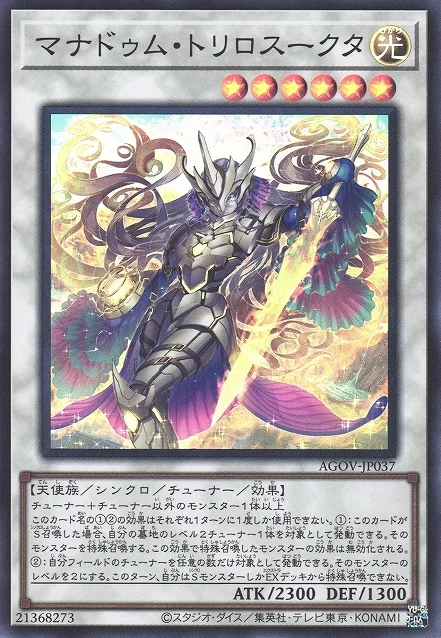 マナドゥム・トリロスークタ
光
AGOV-JP037
【天使族／シンクロ／チューナー／効果】
チューナー＋チューナー以外のモンスター1体以上
このカード名の①②の効果はそれぞれ1ターンに1度しか使用できない。①：このカードが
S召喚した場合、自分の墓地のレベル2チューナー1体を対象として発動できる。その
モンスターを特殊召喚する。この効果で特殊召喚したモンスターの効果は無効化される。
②：自分フィールドのチューナーを任意の数だけ対象として発動できる。そのモンスター
のレベルを2にする。このターン、自分はSモンスターしかEXデッキから特殊召喚できない。
ATK/2300 DEF/1300
21368273
©スタジオ・ダイス／集英社・テレビ東京・KONAMI